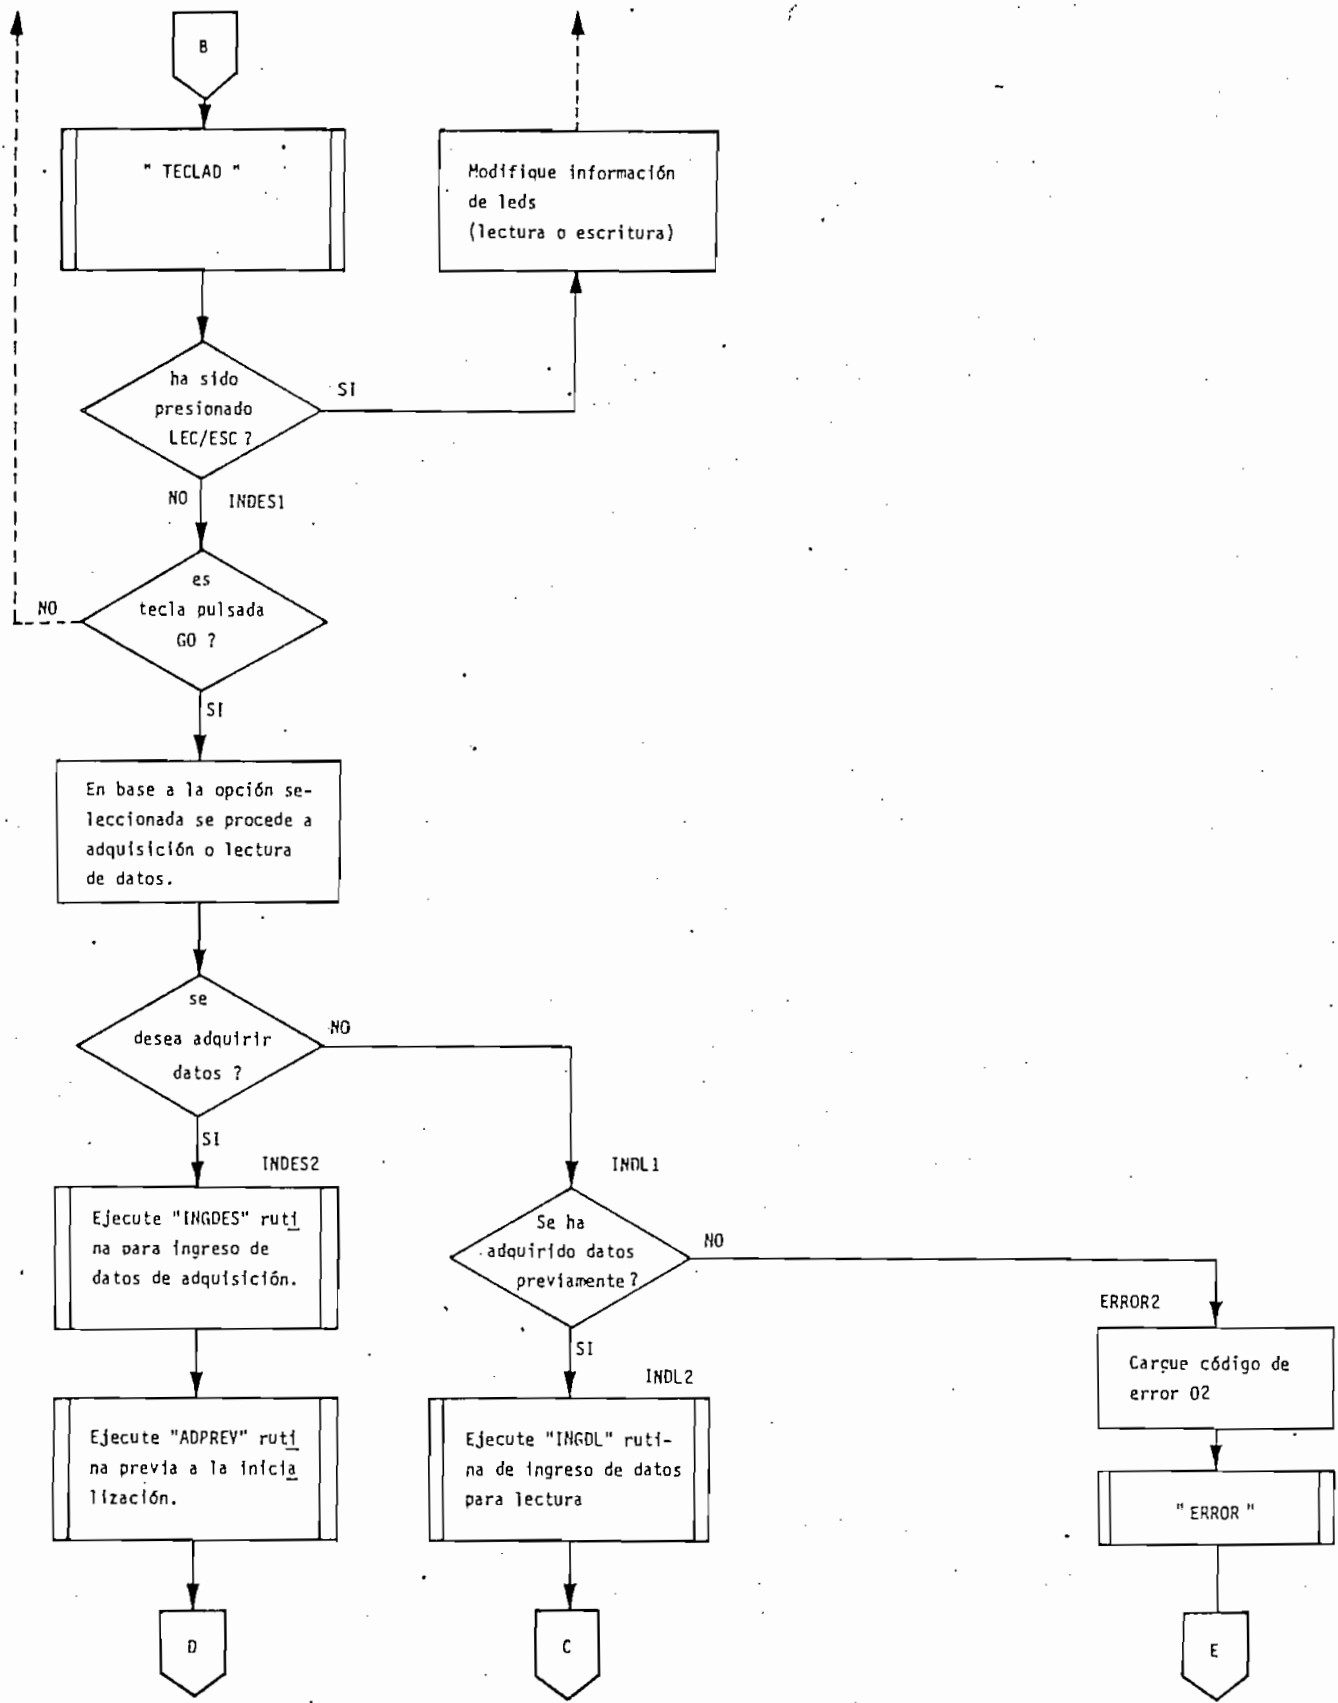 B
" TECLAD "
Modifique información
de leds
(lectura o escritura)
ha sido
presionado
LEC/ESC ?
SI
NO
INDES1
es
tecla pulsada
GO ?
NO
SI
En base a la opción se-
leccionada se procede a
adquisición o lectura
de datos.
se
desea adquirir
datos ?
NO
SI
INDES2
INDL1
Ejecute "INGDES" ruti
na para ingreso de
datos de adquisición.
Se ha
adquirido datos
previamente ?
NO
SI
ERROR2
Cargue código de
error 02
INDL2
Ejecute "ADPREV" ruti
na previa a la inicia
lización.
Ejecute "INGDL" ruti-
na de ingreso de datos
para lectura
" ERROR "
D
C
E